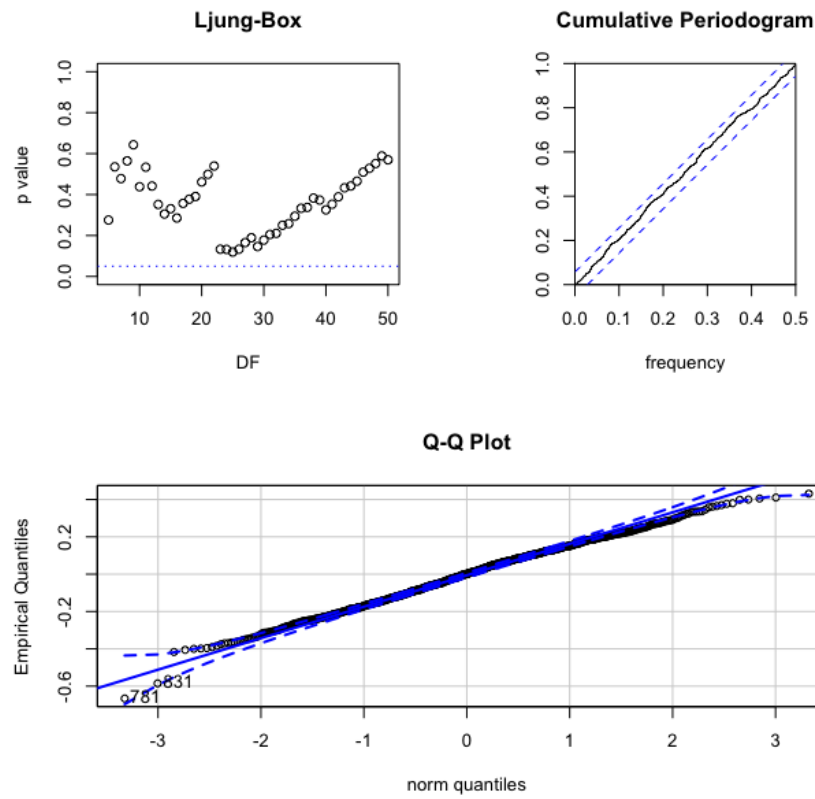 Ljung-Box
p value
1.0
0.8
0.6
0.4
0.2
0.0
10 20 30 40 50
DF
Cumulative Periodogram
1.0
0.8
0.6
0.4
0.2
0.0
0.0 0.1 0.2 0.3 0.4 0.5
frequency
Q-Q Plot
Empirical Quantiles
0.2
-0.2
-0.6
831
781
-3 -2 -1 0 1 2 3
norm quantiles